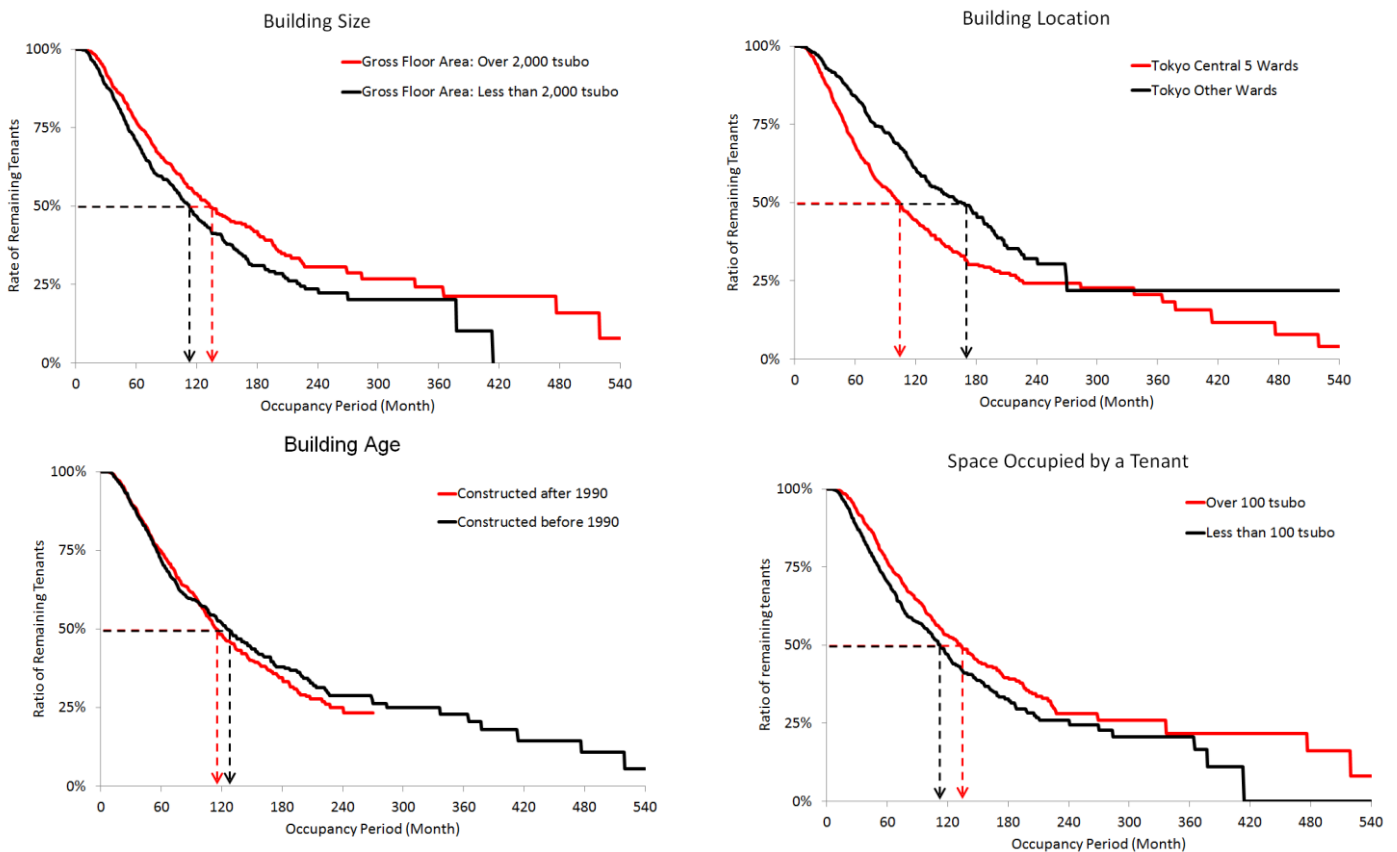 Building Size
Gross Floor Area: Over 2,000 tsubo
Gross Floor Area: Less than 2,000 tsubo
Rate of Remaining Tenants
100%
75%
50%
25%
0%
0 60 120 180 240 300 360 420 480 540
Occupancy Period (Month)
Building Location
Tokyo Central 5 Wards
Tokyo Other Wards
Ratio of Remaining Tenants
100%
75%
50%
25%
0%
0 60 120 180 240 300 360 420 480 540
Occupancy Period (Month)
Building Age
Constructed after 1990
Constructed before 1990
Ratio of Remaining Tenants
100%
75%
50%
25%
0%
0 60 120 180 240 300 360 420 480 540
Occupancy Period (Month)
Space Occupied by a Tenant
Over 100 tsubo
Less than 100 tsubo
Ratio of remaining tenants
100%
75%
50%
25%
0%
0 60 120 180 240 300 360 420 480 540
Occupancy Period (Month)